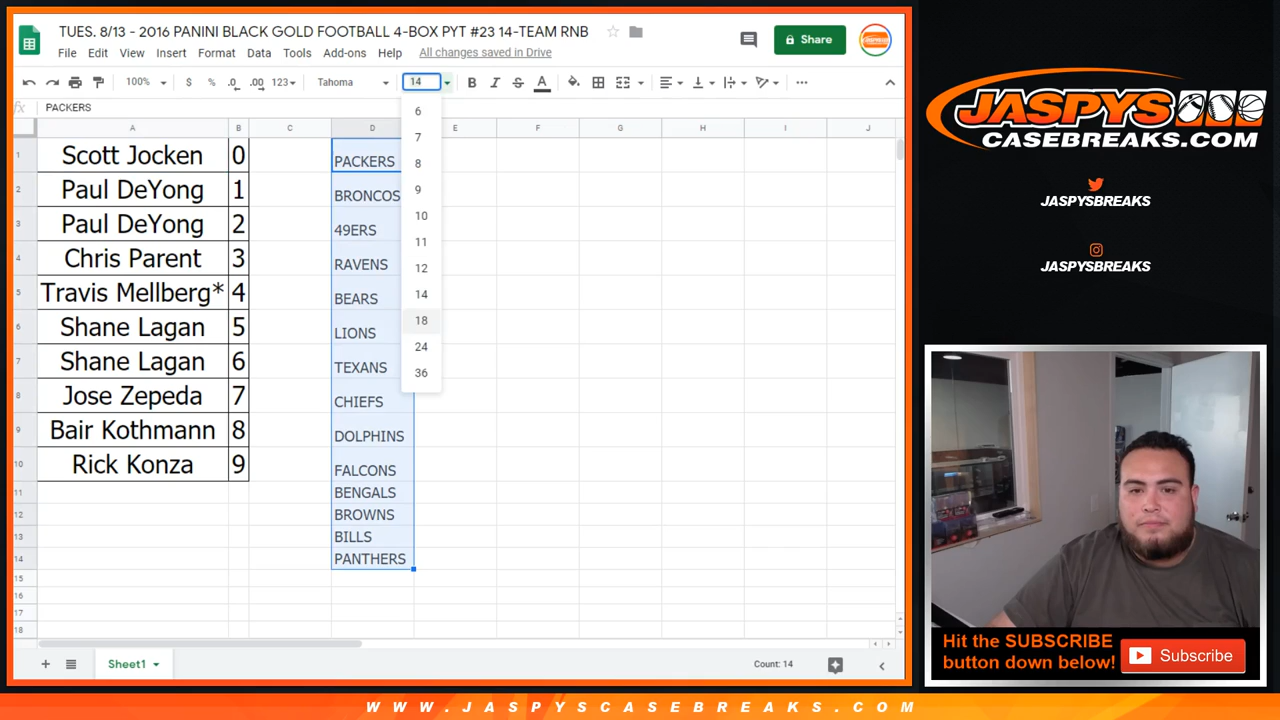 TUES. 8/13 - 2016 PANINI BLACK GOLD FOOTBALL 4-BOX PYT #23 14-TEAM RNB
File Edit View Insert Format Data Tools Add-ons Help All changes saved in Drive
Share
100% $ % .0 .00 123 Tahoma 14
fx PACKERS
A B C D E F G H I J
1 Scott Jocken 0 PACKERS
2 Paul DeYong 1 BRONCOS
3 Paul DeYong 2 49ERS
4 Chris Parent 3 RAVENS
5 Travis Mellberg* 4 BEARS
6 Shane Lagan 5 LIONS
7 Shane Lagan 6 TEXANS
8 Jose Zepeda 7 CHIEFS
9 Bair Kothmann 8 DOLPHINS
10 Rick Konza 9 FALCONS
11 BENGALS
12 BROWNS
13 BILLS
14 PANTHERS
15
16
17
18
6
7
8
9
10
11
12
14
18
24
36
Sheet1
Count: 14
JASPYS
CASEBREAKS.COM
JASPYSBREAKS
JASPYSBREAKS
Hit the SUBSCRIBE
button down below!
Subscribe
WWW.JASPYSCASEBREAKS.COM